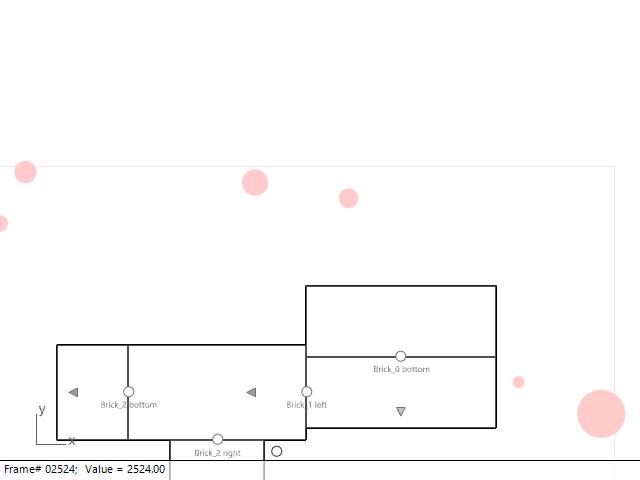 Brick_0 bottom
Brick_2 bottom
Brick_1 left
y
x
Brick_2 right
Frame# 02524;  Value = 2524.00